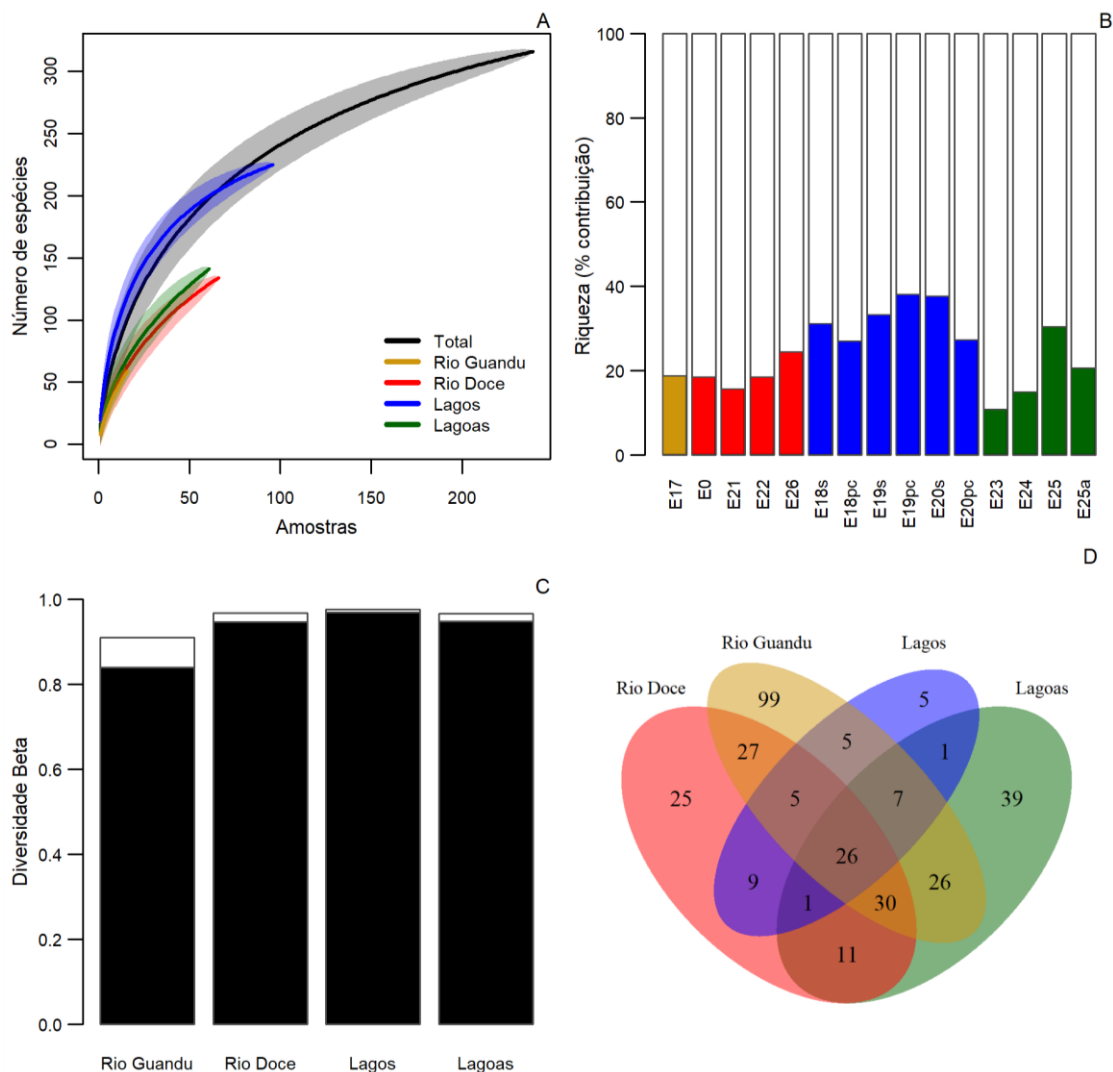 A
Número de espécies
300
250
200
150
100
50
0
0 50 100 150 200
Amostras
Total
Rio Guandu
Rio Doce
Lagos
Lagoas
B
Riqueza (% contribuição)
100
80
60
40
20
0
E17 E0 E21 E22 E26 E18s E18pc E19s E19pc E20s E20pc E23 E24 E25 E25a
C
Diversidade Beta
1.0
0.8
0.6
0.4
0.2
0.0
Rio Guandu Rio Doce Lagos Lagoas
D
Rio Guandu Lagos
Rio Doce Lagoas
99 5
27 5 1
25 5 7 39
26
9 1 30 26
11